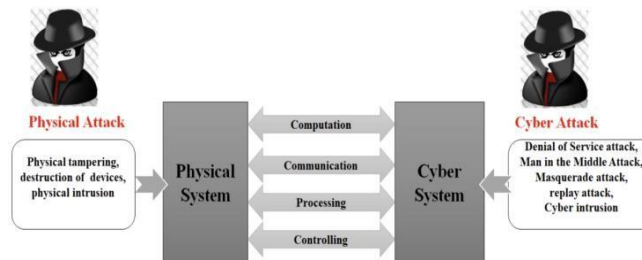 Physical Attack
Physical tampering,
destruction of devices,
physical intrusion
Physical
System
Computation
Communication
Processing
Controlling
Cyber
System
Cyber Attack
Denial of Service attack,
Man in the Middle Attack,
Masquerade attack,
replay attack,
Cyber intrusion